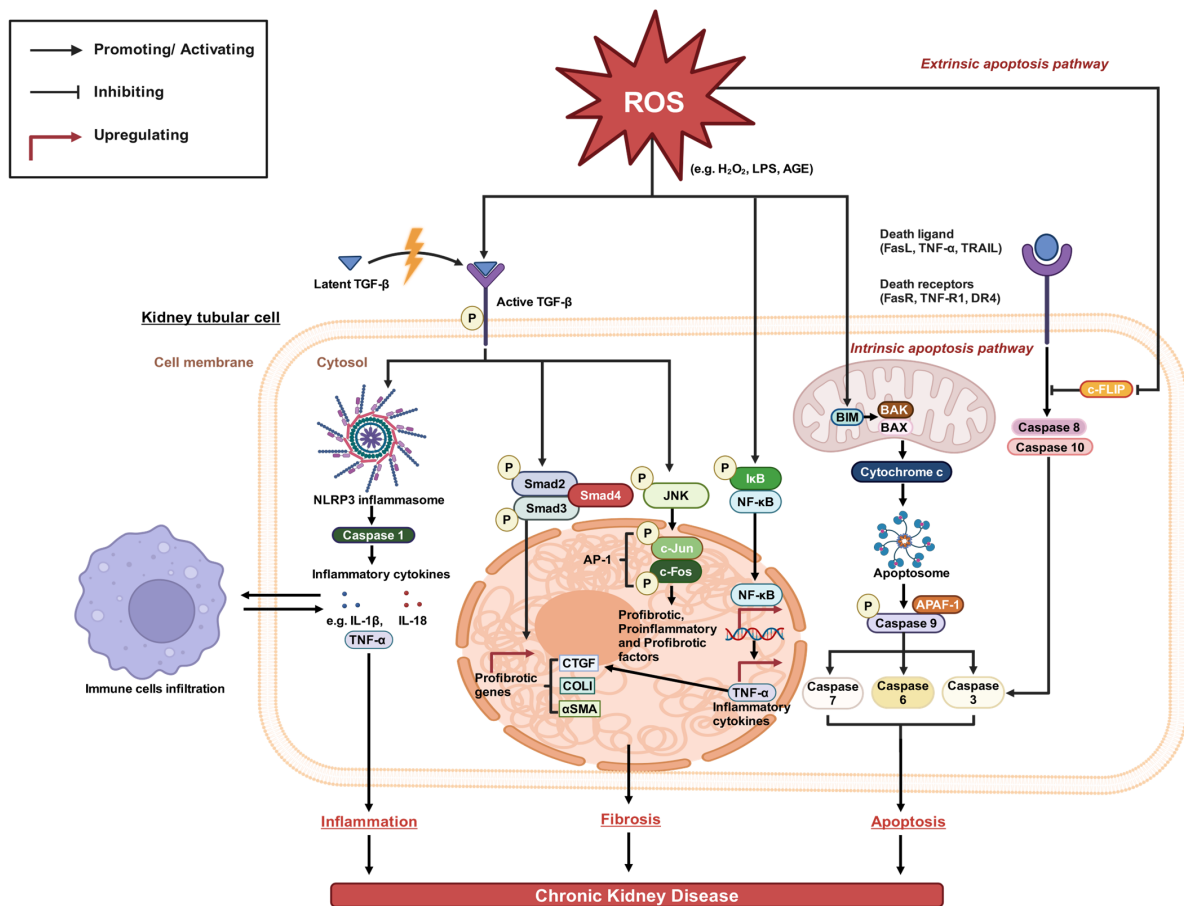 Promoting/ Activating
Inhibiting
Upregulating
ROS
Extrinsic apoptosis pathway
(e.g. H₂O₂, LPS, AGE)
Death ligand
(FasL, TNF-α, TRAIL)
Latent TGF-β
Active TGF-β
Death receptors
(FasR, TNF-R1, DR4)
P
Kidney tubular cell
Cell membrane
Cytosol
Intrinsic apoptosis pathway
c-FLIP
BIM
BAK
BAX
Caspase 8
Caspase 10
Cytochrome c
P
Smad2
Smad3
P
Smad4
P
JNK
P
IκB
NF-κB
NLRP3 inflammasome
Caspase 1
Inflammatory cytokines
e.g. IL-1β,
IL-18
TNF-α
Immune cells infiltration
P
AP-1
c-Jun
c-Fos
P
Profibrotic,
Proinflammatory
and Profibrotic
factors
NF-κB
Apoptosome
P
APAF-1
Caspase 9
Profibrotic
genes
CTGF
COLI
αSMA
TNF-α
Inflammatory
cytokines
Caspase
7
Caspase
6
Caspase
3
Inflammation
Fibrosis
Apoptosis
Chronic Kidney Disease